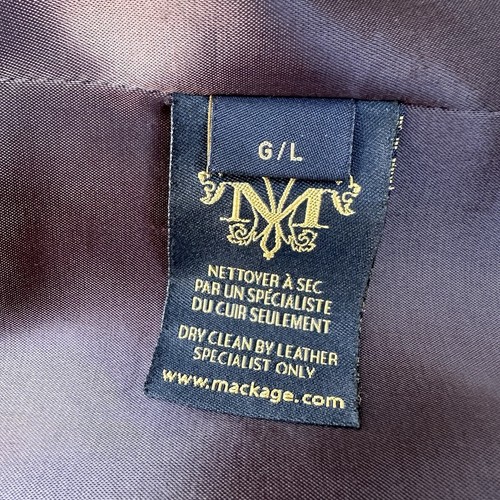 G/L
M
NETTOYER À SEC
PAR UN SPÉCIALISTE
DU CUIR SEULEMENT
DRY CLEAN BY LEATHER
SPECIALIST ONLY
www.mackage.com